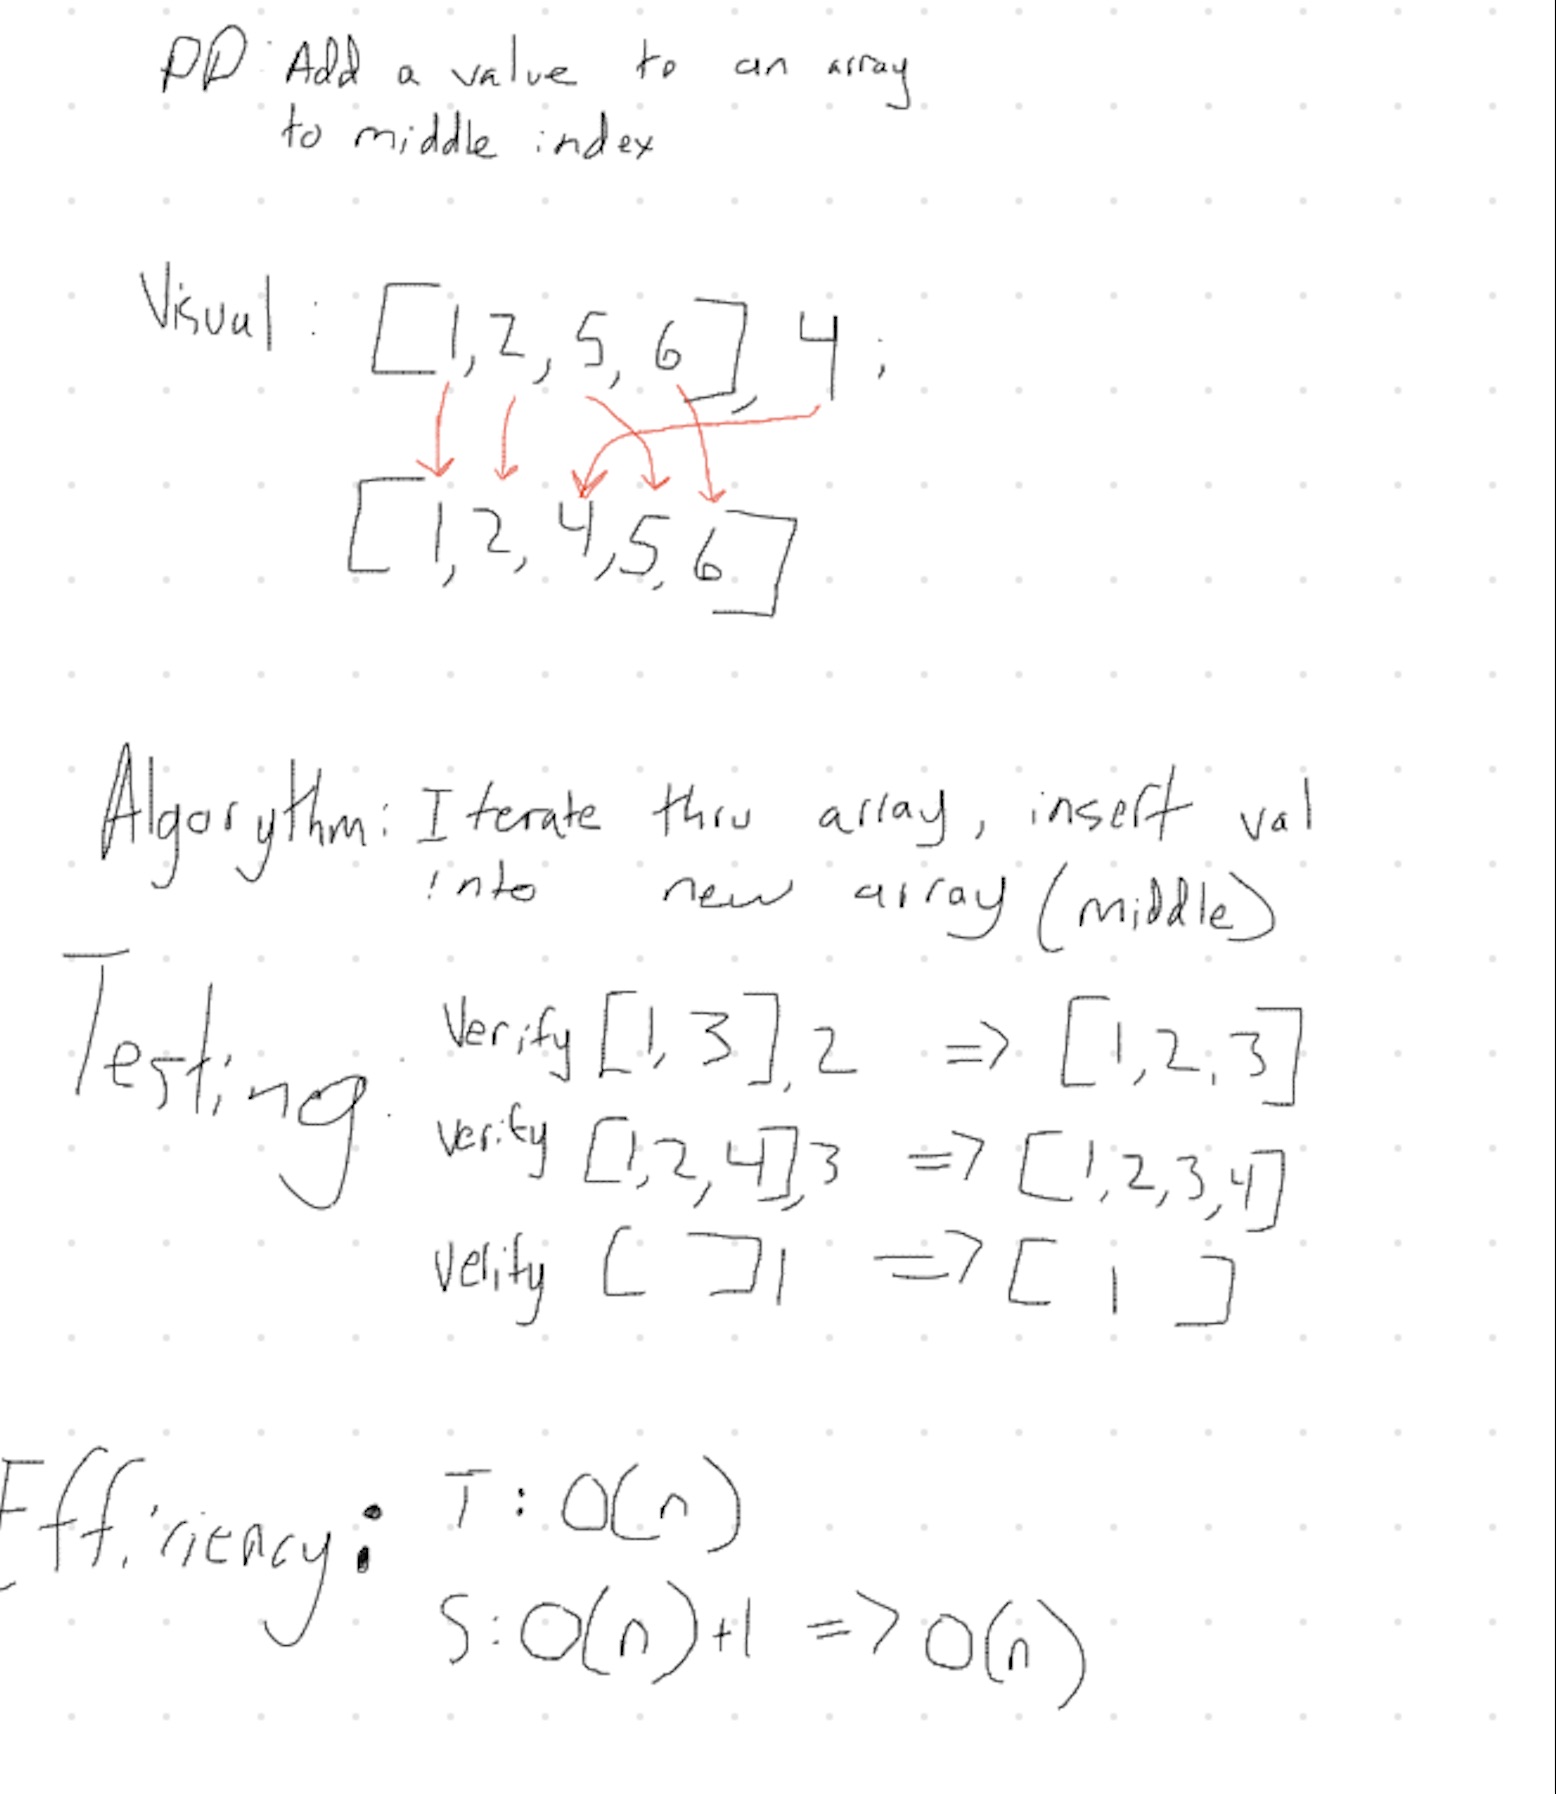 PD: Add a value to an array
to middle index
Visual: [1,2,5,6],4;
[1,2,4,5,6]
Algorythm: Iterate thru array, insert val
into new array (middle)
Testing: Verify [1,3],2 => [1,2,3]
Verify [1,2,4],3 => [1,2,3,4]
Verify [ ]1 => [ 1 ]
Efficiency: T: O(n)
S: O(n)+1 => O(n)